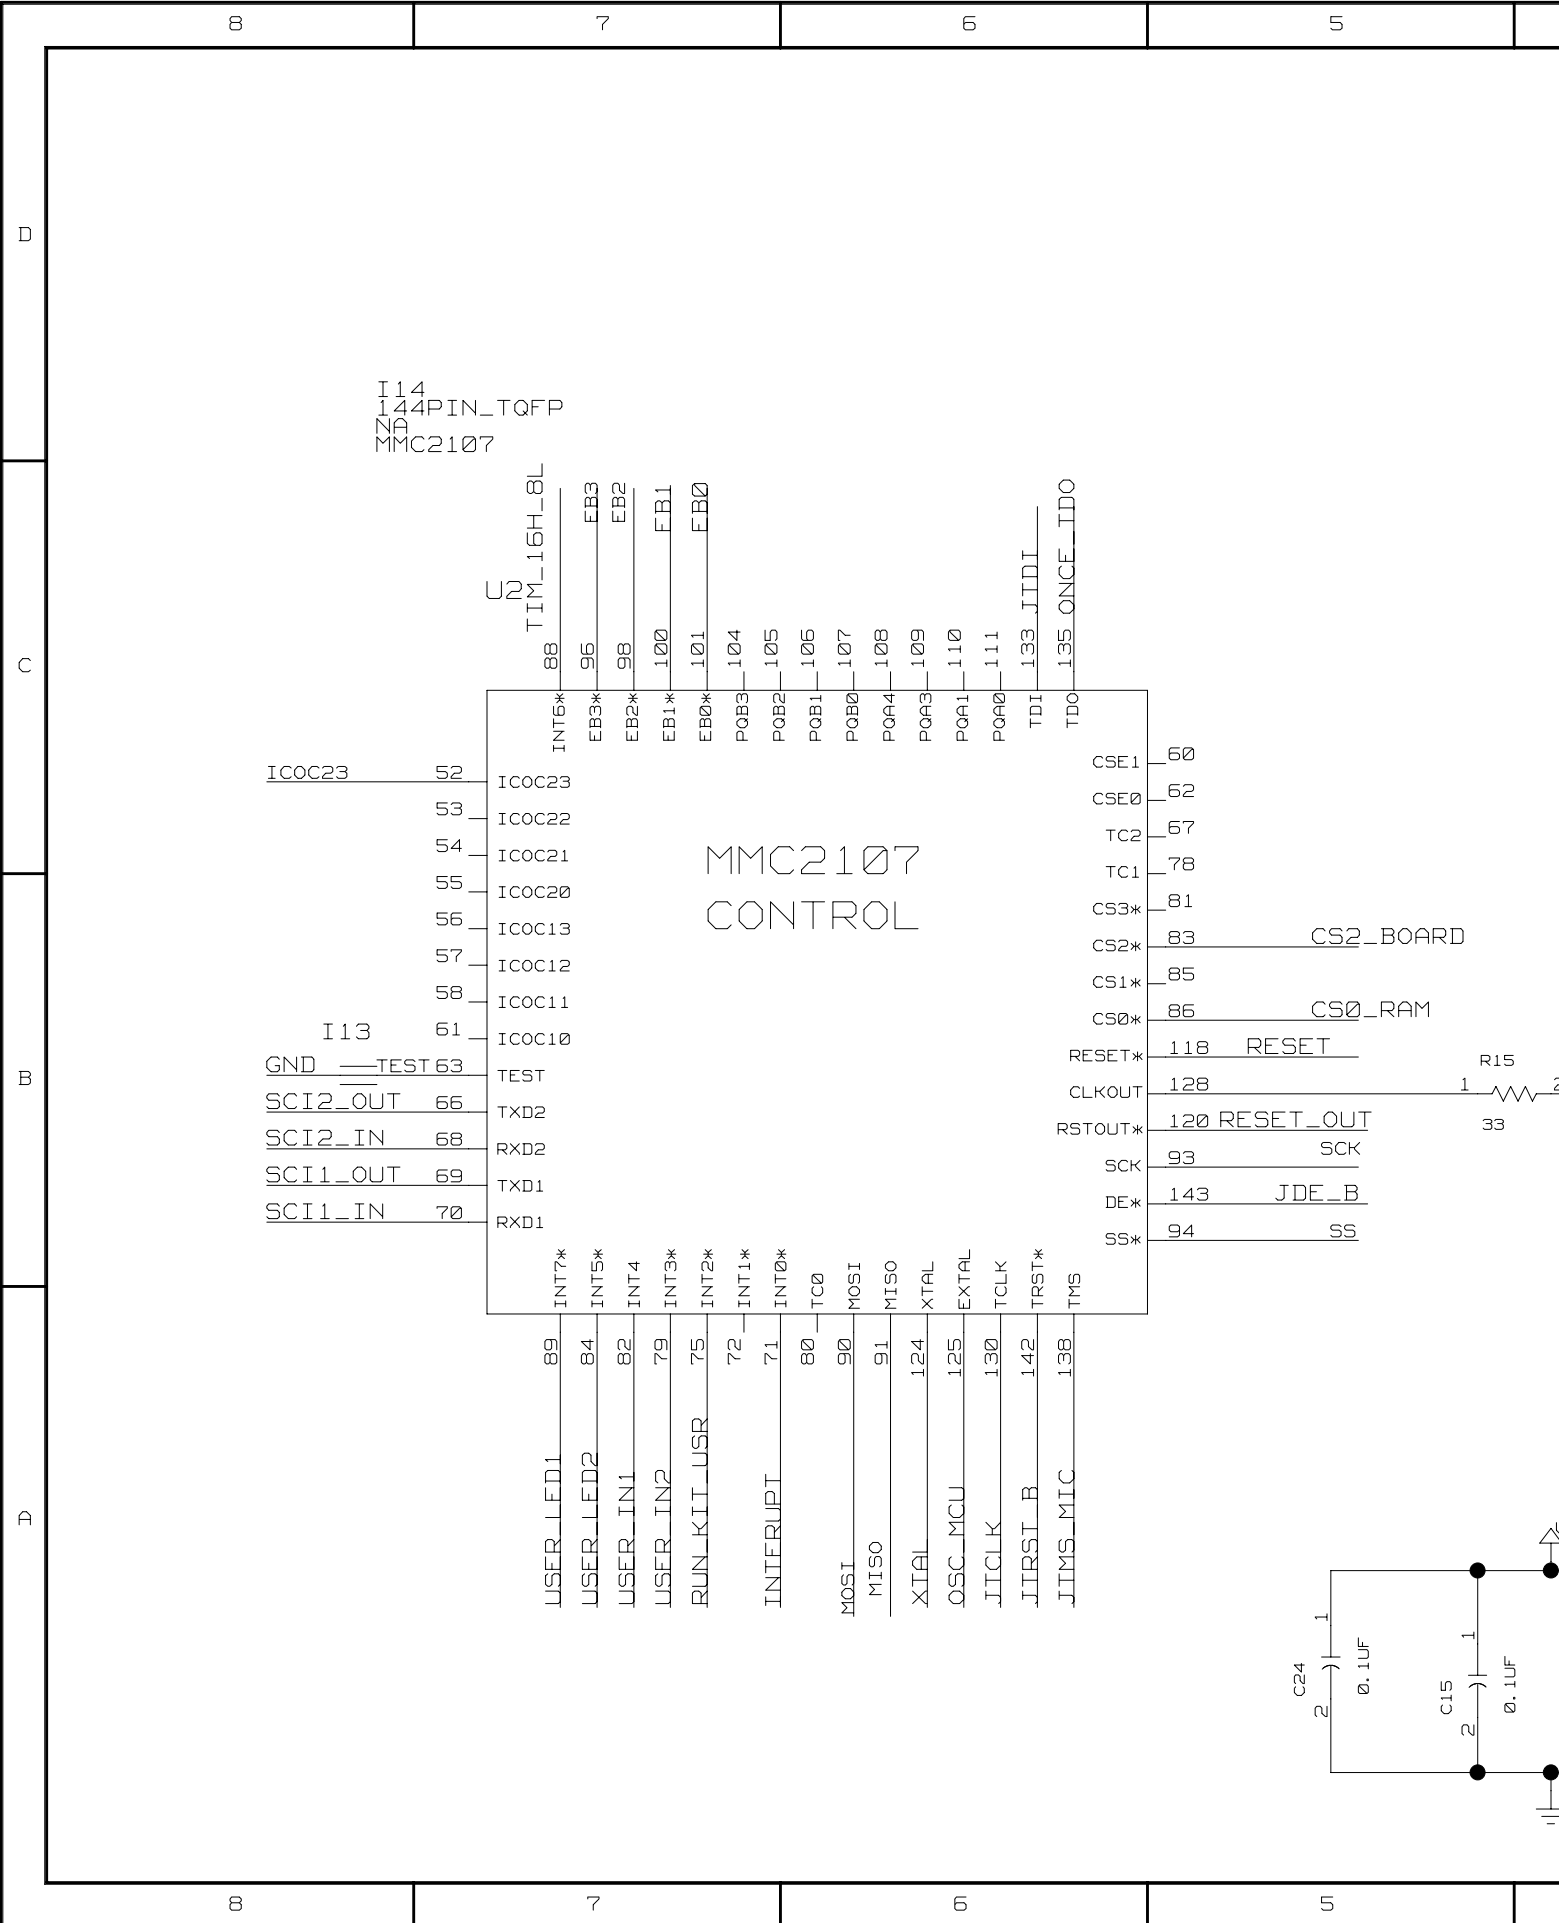 8 7 6 5
D
I14
144PIN_TQFP
NA
MMC2107
TIM_16H_8L
EB3
EB2
EB1
EB0
JTDI
ONCE_TDO
U2
C
88 96 98 100 101 104 105 106 107 108 109 110 111 133 135
INT6* EB3* EB2* EB1* EB0* PQB3 PQB2 PQB1 PQB0 PQA4 PQA3 PQA1 PQA0 TDI TDO
ICOC23 52 ICOC23
53 ICOC22
54 ICOC21
55 ICOC20
56 ICOC13
57 ICOC12
58 ICOC11
I13
61 ICOC10
GND TEST 63 TEST
SCI2_OUT 66 TXD2
SCI2_IN 68 RXD2
SCI1_OUT 69 TXD1
SCI1_IN 70 RXD1
MMC2107
CONTROL
CSE1 60
CSE0 62
TC2 67
TC1 78
CS3* 81
CS2* 83 CS2_BOARD
CS1* 85
CS0* 86 CS0_RAM
RESET* 118 RESET
CLKOUT 128
RSTOUT* 120 RESET_OUT
SCK 93 SCK
DE* 143 JDE_B
SS* 94 SS
B
R15
1 2
33
INT7* INT5* INT4 INT3* INT2* INT1* INT0* TC0 MOSI MISO XTAL EXTAL TCLK TRST* TMS
89 84 82 79 75 72 71 80 90 91 124 125 130 142 138
USER_LED1
USER_LED2
USER_IN1
USER_IN2
RUN_KIT_USR
INTERUPT
MOSI
MISO
XTAL
OSC_MCU
JTCLK
JTRST_B
JTMS_MIC
A
1
C24
0.1UF
2
1
C15
0.1UF
2
8 7 6 5